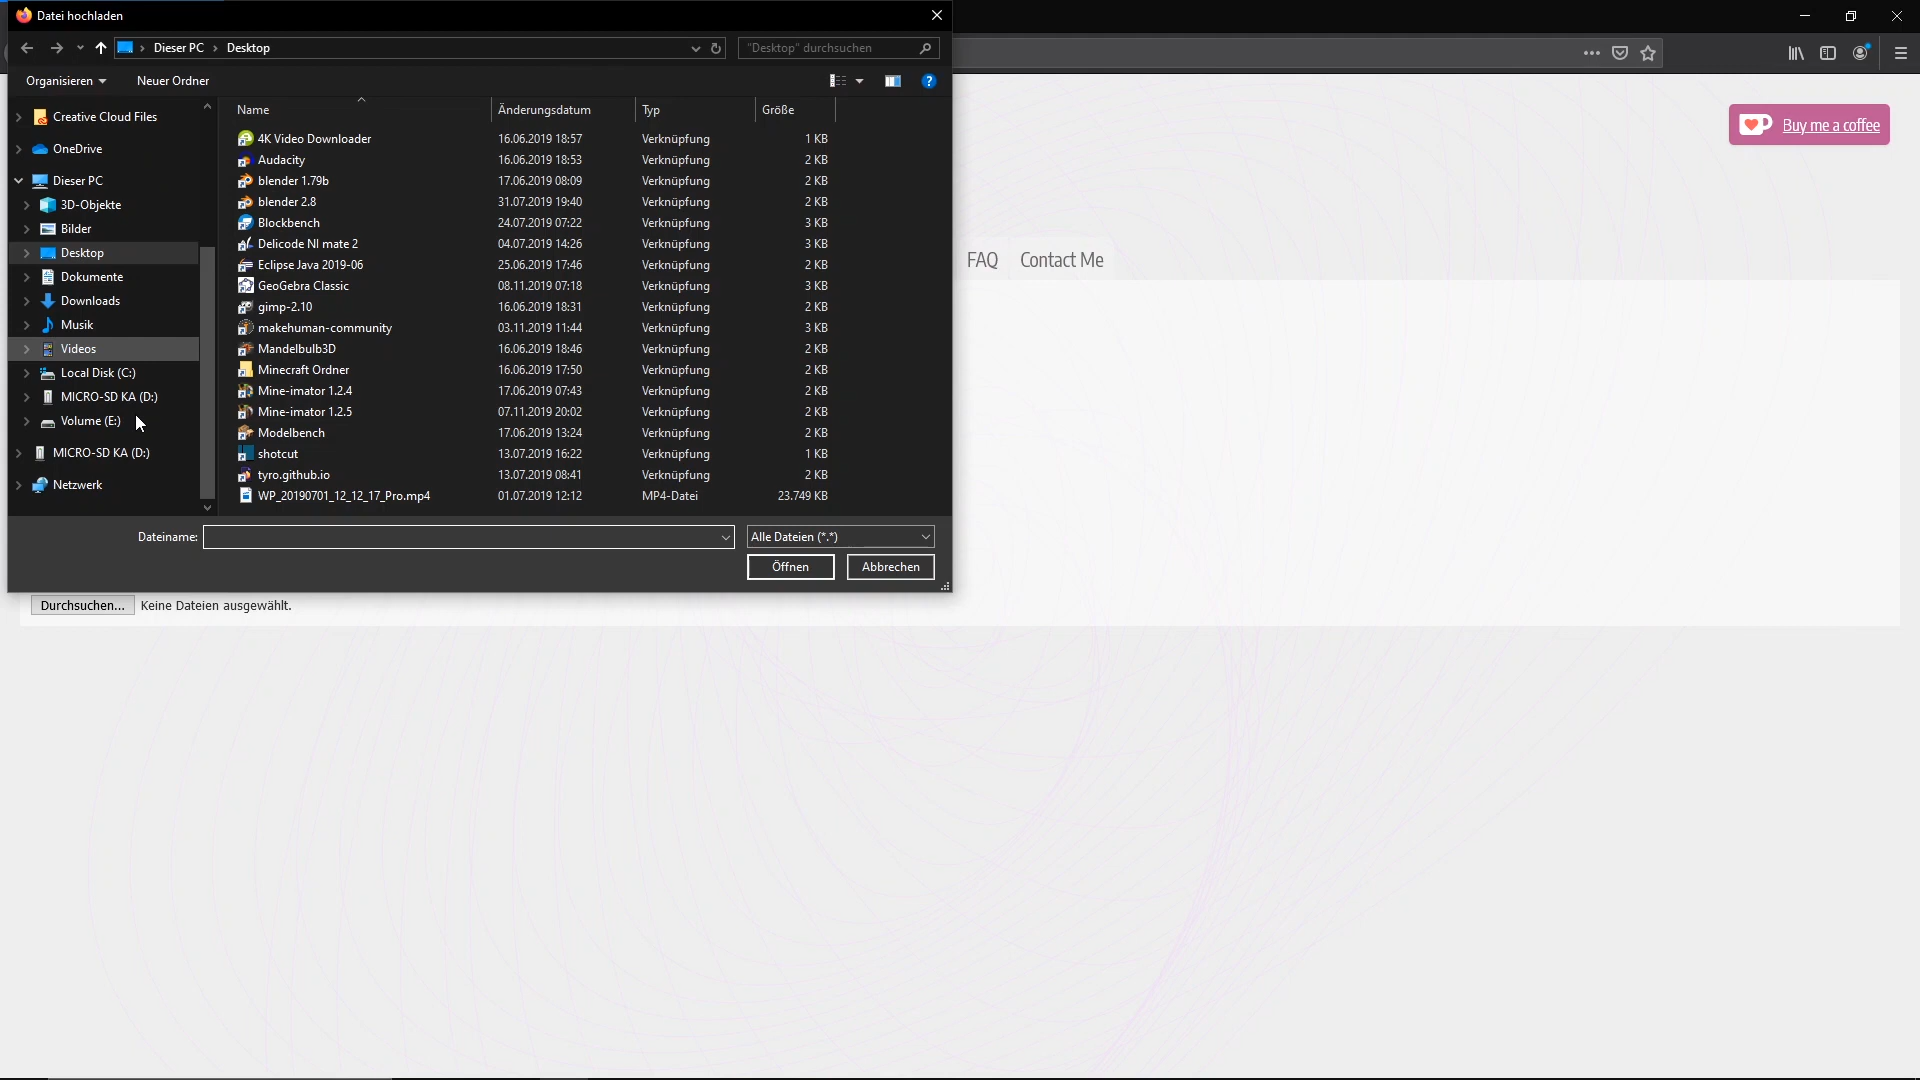 Datei hochladen
Dieser PC > Desktop
"Desktop" durchsuchen
Organisieren
Neuer Ordner
Name Änderungsdatum Typ Größe
Creative Cloud Files
OneDrive
Dieser PC
3D-Objekte
Bilder
Desktop
Dokumente
Downloads
Musik
Videos
Local Disk (C:)
MICRO-SD KA (D:)
Volume (E:)
MICRO-SD KA (D:)
Netzwerk
4K Video Downloader 16.06.2019 18:57 Verknüpfung 1 KB
Audacity 16.06.2019 18:53 Verknüpfung 2 KB
blender 1.79b 17.06.2019 08:09 Verknüpfung 2 KB
blender 2.8 31.07.2019 19:40 Verknüpfung 2 KB
Blockbench 24.07.2019 07:22 Verknüpfung 3 KB
Delicode NI mate 2 04.07.2019 14:26 Verknüpfung 3 KB
Eclipse Java 2019-06 25.06.2019 17:46 Verknüpfung 2 KB
GeoGebra Classic 08.11.2019 07:18 Verknüpfung 3 KB
gimp-2.10 16.06.2019 18:31 Verknüpfung 2 KB
makehuman-community 03.11.2019 11:44 Verknüpfung 3 KB
Mandelbulb3D 16.06.2019 18:46 Verknüpfung 2 KB
Minecraft Ordner 16.06.2019 17:50 Verknüpfung 2 KB
Mine-imator 1.2.4 17.06.2019 07:43 Verknüpfung 2 KB
Mine-imator 1.2.5 07.11.2019 20:02 Verknüpfung 2 KB
Modelbench 17.06.2019 13:24 Verknüpfung 2 KB
shotcut 13.07.2019 16:22 Verknüpfung 1 KB
tyro.github.io 13.07.2019 08:41 Verknüpfung 2 KB
WP_20190701_12_12_17_Pro.mp4 01.07.2019 12:12 MP4-Datei 23.749 KB
Dateiname:
Alle Dateien (*.*)
Öffnen
Abbrechen
Buy me a coffee
FAQ Contact Me
Durchsuchen... Keine Dateien ausgewählt.